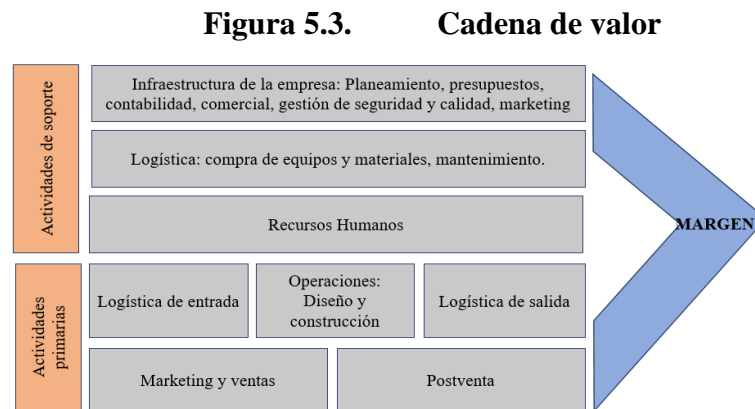 Figura 5.3. Cadena de valor
Actividades de soporte
Infraestructura de la empresa: Planeamiento, presupuestos,
contabilidad, comercial, gestión de seguridad y calidad, marketing
Logística: compra de equipos y materiales, mantenimiento.
Recursos Humanos
MARGEN
Actividades
primarias
Logística de entrada
Operaciones:
Diseño y
construcción
Logística de salida
Marketing y ventas
Postventa